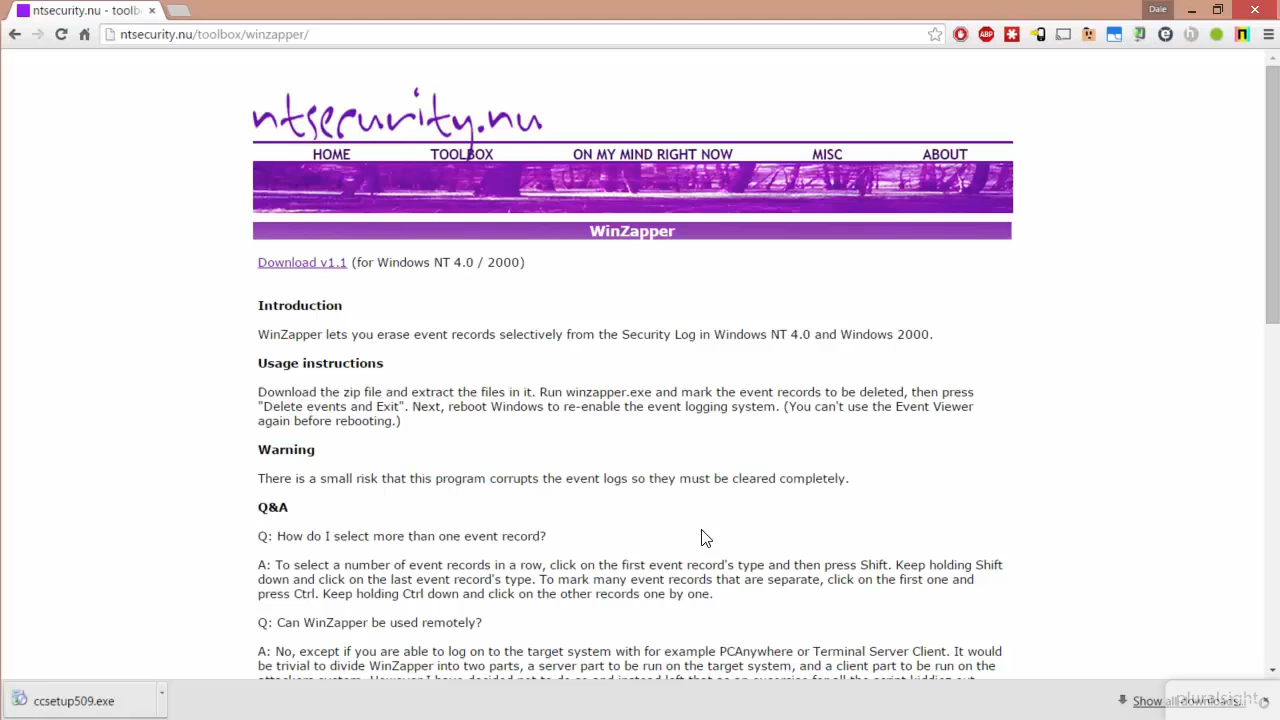 ntsecurity.nu - toolb
Dale
ntsecurity.nu/toolbox/winzapper/
ABP
ntsecurity.nu
HOME TOOLBOX ON MY MIND RIGHT NOW MISC ABOUT
WinZapper
Download v1.1 (for Windows NT 4.0 / 2000)
Introduction
WinZapper lets you erase event records selectively from the Security Log in Windows NT 4.0 and Windows 2000.
Usage instructions
Download the zip file and extract the files in it. Run winzapper.exe and mark the event records to be deleted, then press
"Delete events and Exit". Next, reboot Windows to re-enable the event logging system. (You can't use the Event Viewer
again before rebooting.)
Warning
There is a small risk that this program corrupts the event logs so they must be cleared completely.
Q&A
Q: How do I select more than one event record?
A: To select a number of event records in a row, click on the first event record's type and then press Shift. Keep holding Shift
down and click on the last event record's type. To mark many event records that are separate, click on the first one and
press Ctrl. Keep holding Ctrl down and click on the other records one by one.
Q: Can WinZapper be used remotely?
A: No, except if you are able to log on to the target system with for example PCAnywhere or Terminal Server Client. It would
be trivial to divide WinZapper into two parts, a server part to be run on the target system, and a client part to be run on the
ccsetup509.exe
Show all downloads...
pluralsight